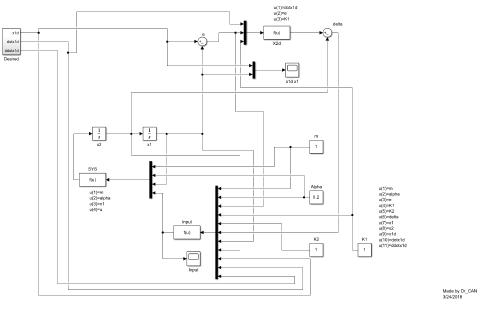 u(1)=ddx1d
u(2)=e
u(3)=K1
delta
e
x1d
dx1d
ddx1d
Desired
f(u)
X2d
x1d x1
1
s
1
s
x2
x1
m
1
SYS
f(u)
u(1)=m
u(2)=alpha
u(3)=x1
u(4)=u
Alpha
0.2
input
f(u)
Input
K2
1
K1
1
u(1)=m
u(2)=alpha
u(3)=e
u(4)=K1
u(5)=K2
u(6)=delta
u(7)=x1
u(8)=x2
u(9)=x1d
u(10)=dx1d
u(11)=ddx1d
Made by Dr_CAN
3/24/2018